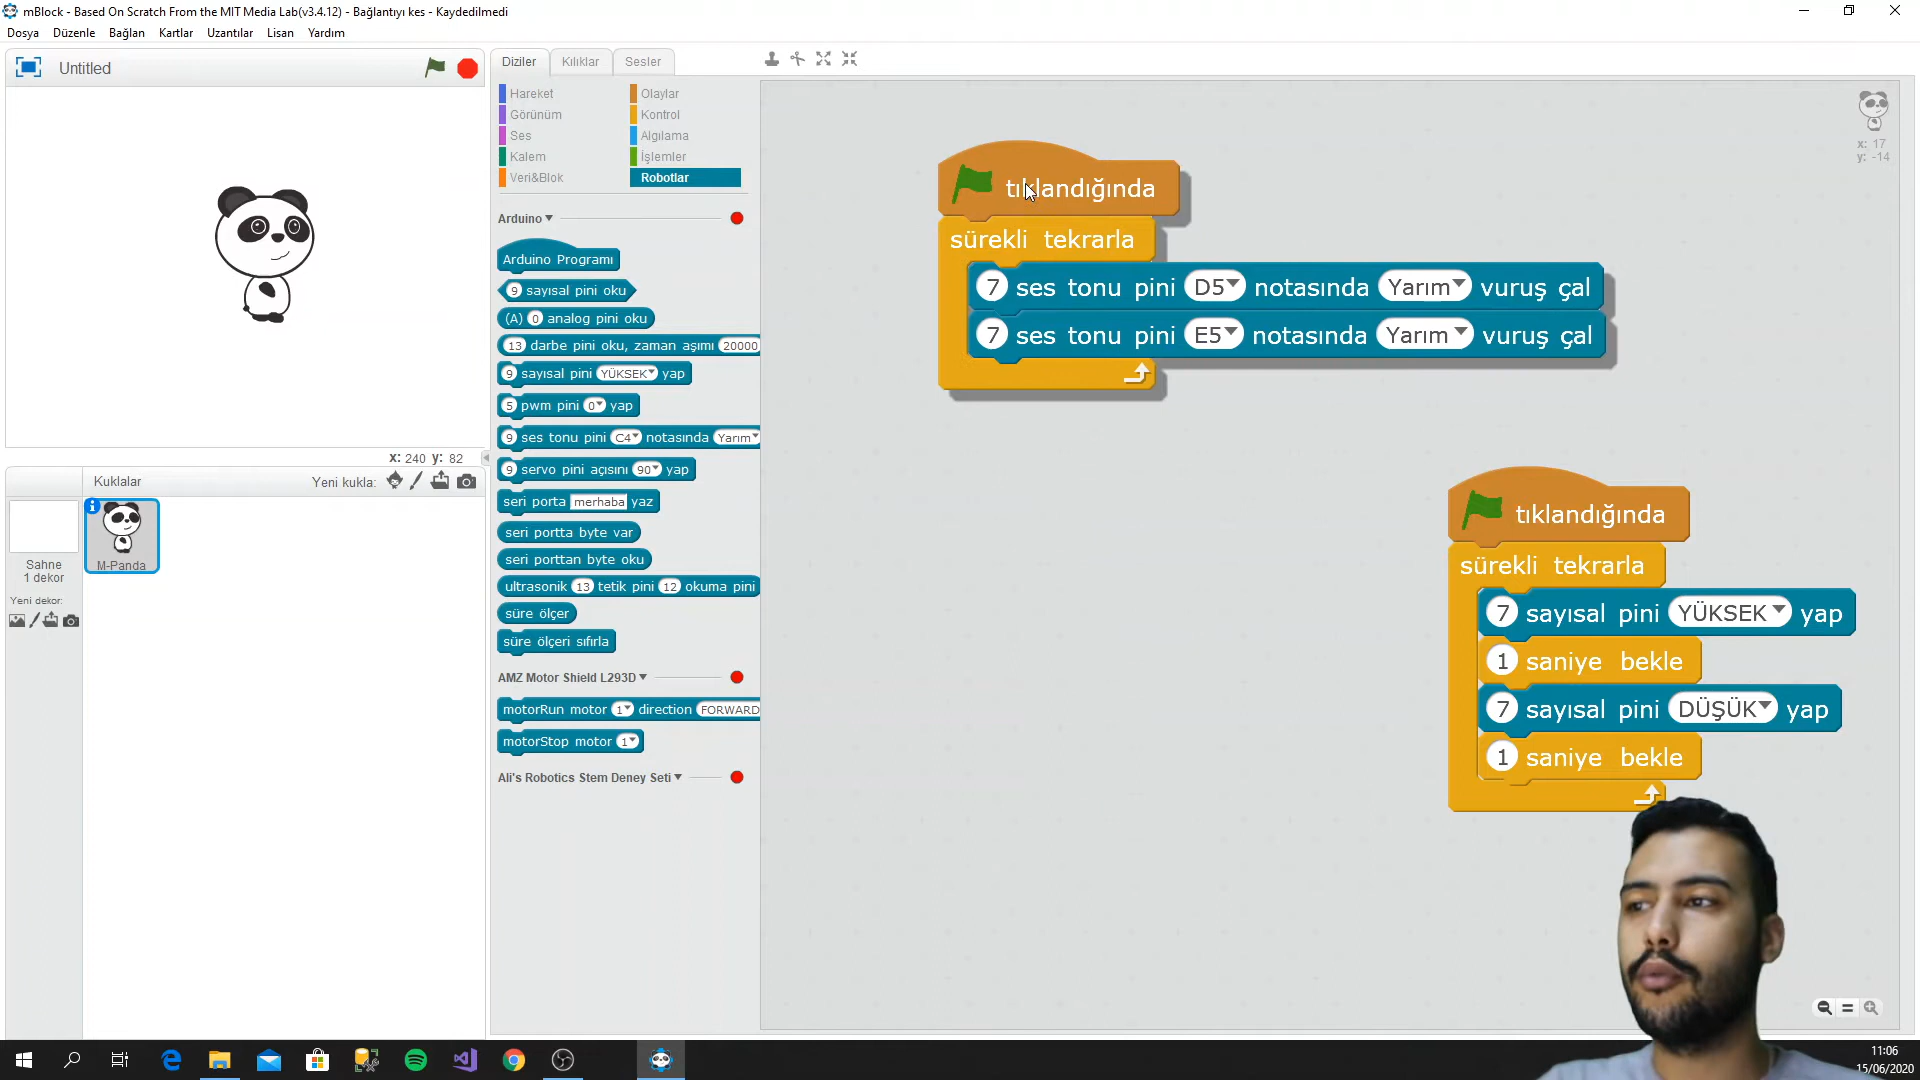 mBlock - Based On Scratch From the MIT Media Lab(v3.4.12) - Bağlantıyı kes - Kaydedilmedi
Dosya Düzenle Bağlan Kartlar Uzantılar Lisan Yardım
Untitled
x: 240 y: 82
Kuklalar
Yeni kukla:
Sahne
1 dekor
Yeni dekor:
M-Panda
Diziler Kılıklar Sesler
Hareket Olaylar
Görünüm Kontrol
Ses Algılama
Kalem İşlemler
Veri&Blok Robotlar
Arduino
Arduino Programı
9 sayısal pini oku
(A) 0 analog pini oku
13 darbe pini oku, zaman aşımı 20000
9 sayısal pini YÜKSEK yap
5 pwm pini 0 yap
9 ses tonu pini C4 notasında Yarım
9 servo pini açısını 90 yap
seri porta merhaba yaz
seri portta byte var
seri porttan byte oku
ultrasonik 13 tetik pini 12 okuma pini
süre ölçer
süre ölçeri sıfırla
AMZ Motor Shield L293D
motorRun motor 1 direction FORWARD
motorStop motor 1
Ali's Robotics Stem Deney Seti
tıklandığında
sürekli tekrarla
7 ses tonu pini D5 notasında Yarım vuruş çal
7 ses tonu pini E5 notasında Yarım vuruş çal
tıklandığında
sürekli tekrarla
7 sayısal pini YÜKSEK yap
1 saniye bekle
7 sayısal pini DÜŞÜK yap
1 saniye bekle
x: 17
y: -14
11:06
15/06/2020